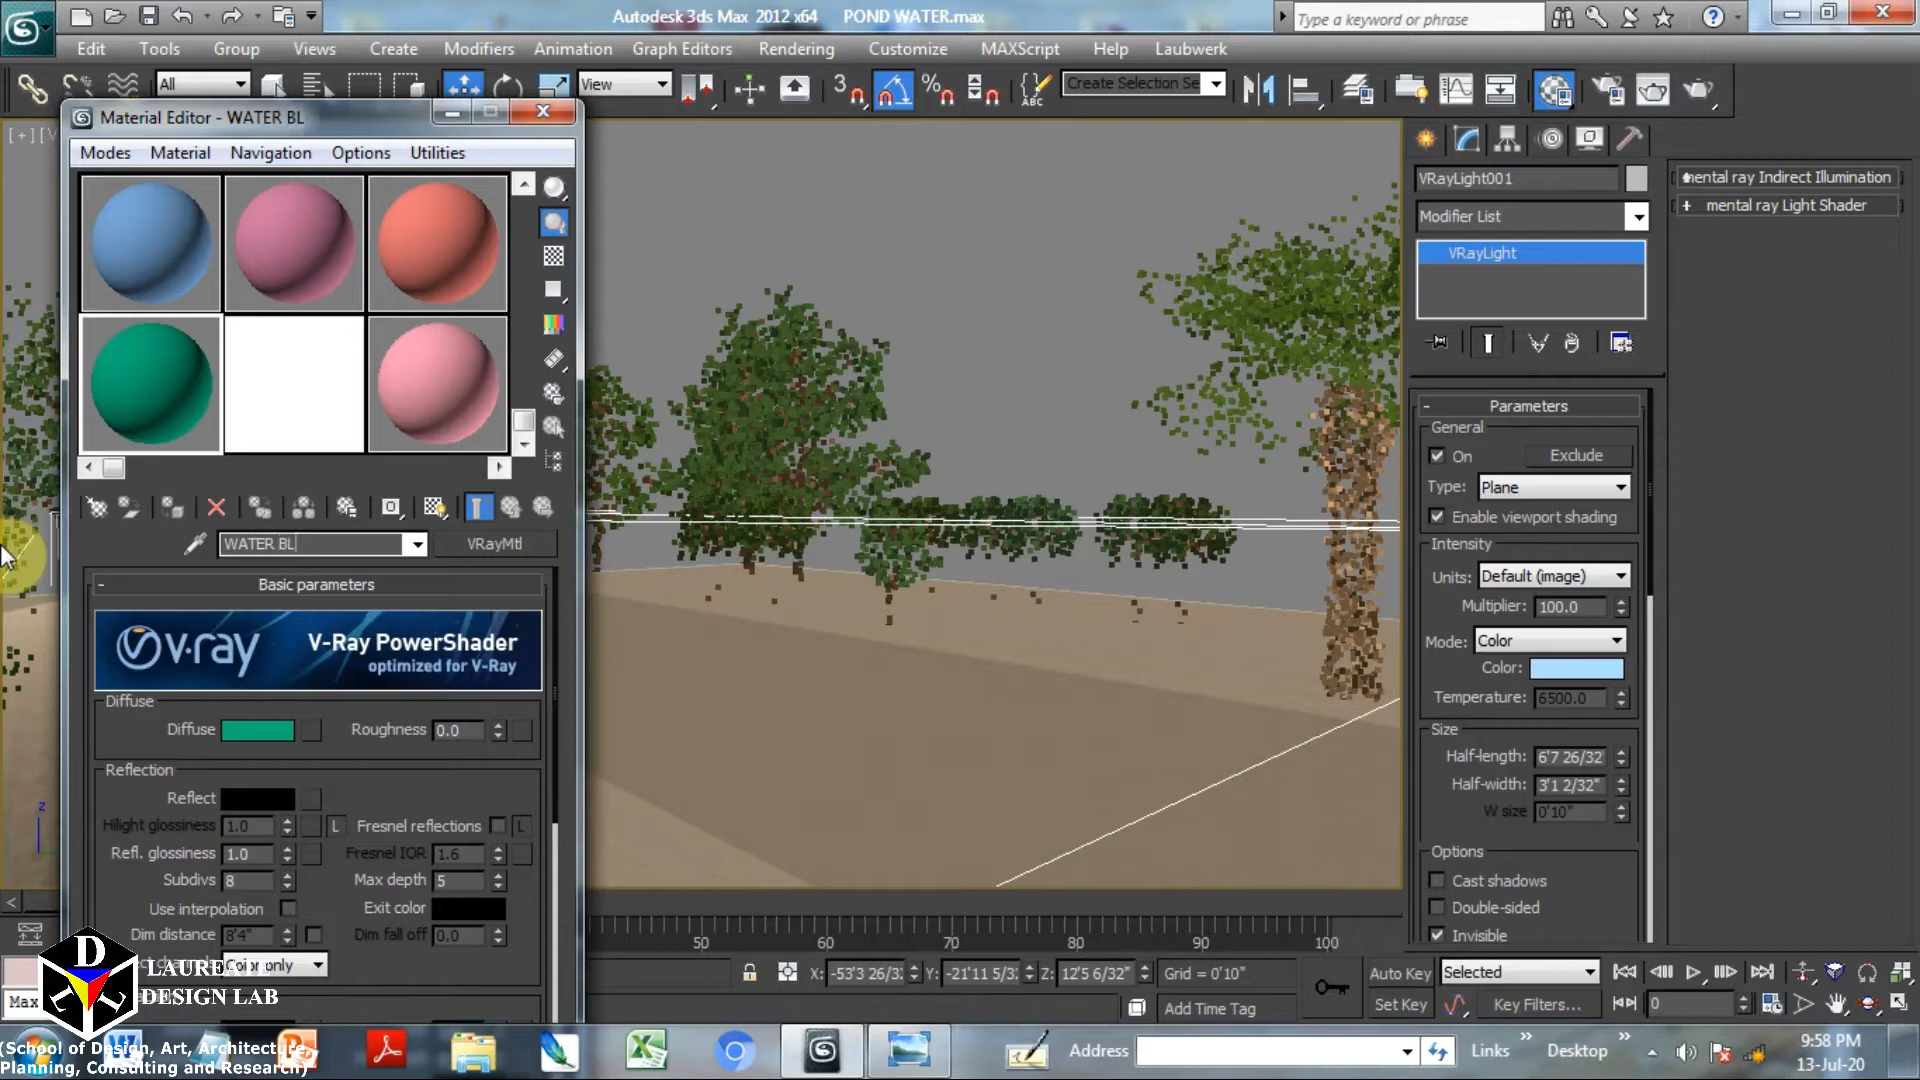 Autodesk 3ds Max 2012 x64 POND WATER.max
Type a keyword or phrase
Edit Tools Group Views Create Modifiers Animation Graph Editors Rendering Customize MAXScript Help Laubwerk
All
View
3
ABC
Create Selection Se
[+] [V
Material Editor - WATER BL
Modes Material Navigation Options Utilities
WATER BL
VRayMtl
- Basic parameters
v-ray
V-Ray PowerShader
optimized for V-Ray
Diffuse
Diffuse
Roughness 0.0
Reflection
Reflect
Hilight glossiness 1.0 L Fresnel reflections L
Refl. glossiness 1.0 Fresnel IOR 1.6
Subdivs 8 Max depth 5
Use interpolation Exit color
Dim distance 8'4" Dim fall off 0.0
Color only
VRayLight001
Modifier List
VRayLight
- Parameters
General
On Exclude
Type: Plane
Enable viewport shading
Intensity
Units: Default (image)
Multiplier: 100.0
Mode: Color
Color:
Temperature: 6500.0
Size
Half-length: 6'7 26/32
Half-width: 3'1 2/32"
W size 0'10"
Options
Cast shadows
Double-sided
Invisible
mental ray Indirect Illumination
+ mental ray Light Shader
z
50 60 70 80 90 100
X: -53'3 26/32 Y: -21'11 5/32 Z: 12'5 6/32" Grid = 0'10"
Add Time Tag
Auto Key Selected
Set Key Key Filters...
0
Max
D
LAUREATE
DESIGN LAB
(School of Design, Art, Architecture,
Planning, Consulting and Research)
Address
Links
Desktop
9:58 PM
13-Jul-20